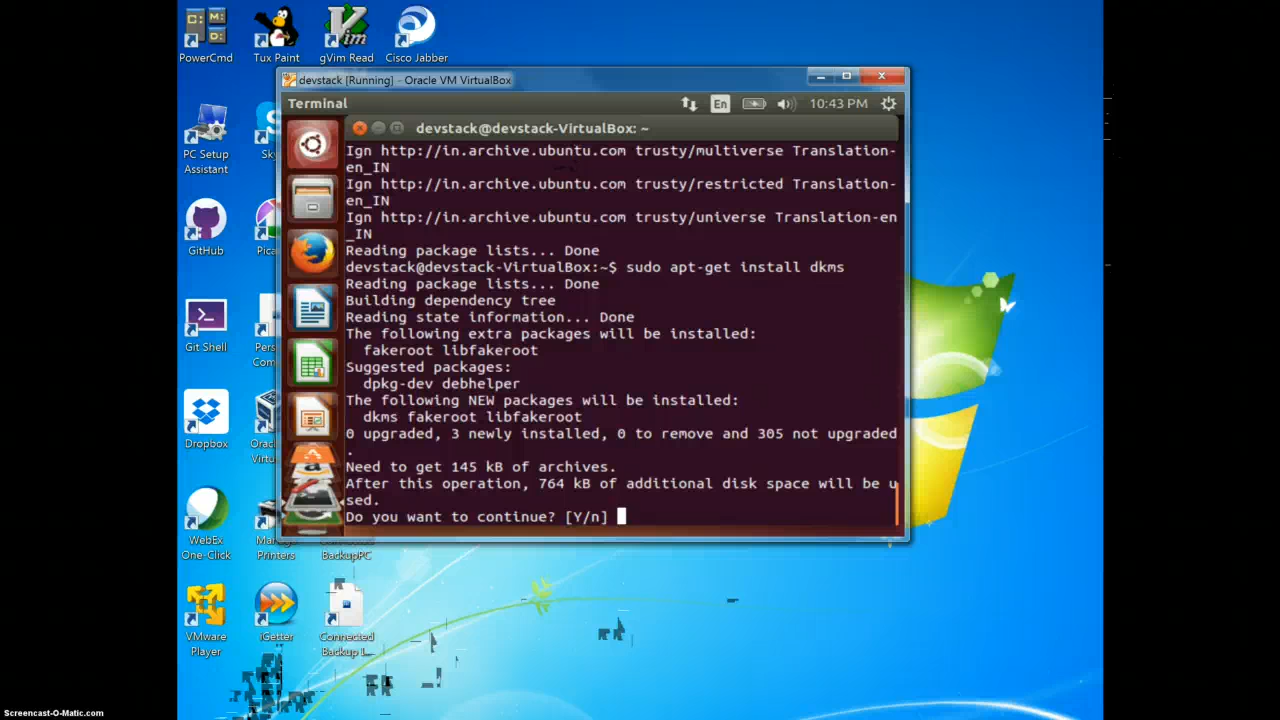 PowerCmd
Tux Paint
gVim Read
Cisco Jabber
devstack [Running] - Oracle VM VirtualBox
Terminal
En
10:43 PM
devstack@devstack-VirtualBox: ~
Ign http://in.archive.ubuntu.com trusty/multiverse Translation-
en_IN
Ign http://in.archive.ubuntu.com trusty/restricted Translation-
en_IN
Ign http://in.archive.ubuntu.com trusty/universe Translation-en
_IN
Reading package lists... Done
devstack@devstack-VirtualBox:~$ sudo apt-get install dkms
Reading package lists... Done
Building dependency tree
Reading state information... Done
The following extra packages will be installed:
fakeroot libfakeroot
Suggested packages:
dpkg-dev debhelper
The following NEW packages will be installed:
dkms fakeroot libfakeroot
0 upgraded, 3 newly installed, 0 to remove and 305 not upgraded
.
Need to get 145 kB of archives.
After this operation, 764 kB of additional disk space will be u
sed.
Do you want to continue? [Y/n]
PC Setup
Assistant
Sky
GitHub
Pica
Git Shell
Pers
Com
Dropbox
Orac
Virtu
WebEx
One-Click
Mana
Printers
Connected
BackupPC
VMware
Player
iGetter
Connected
Backup I...
Screencast-O-Matic.com